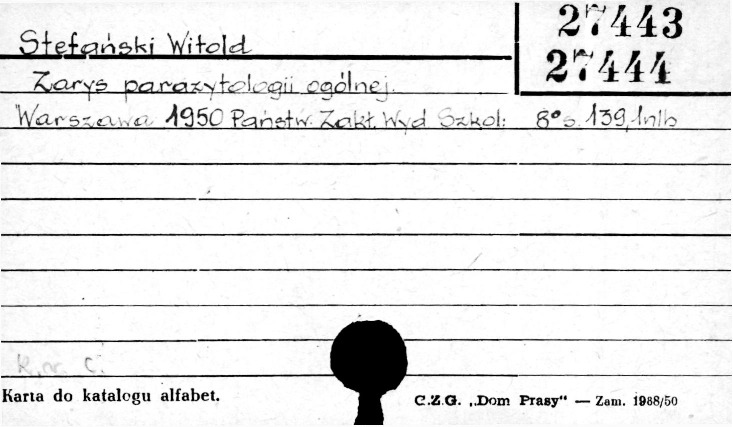 27443
27444
Stefański Witold
Zarys parazytologii ogólnej.
Warszawa 1950 Państw. Zakł. Wyd Szkol: 8° s. 139,1nlb
Karta do katalogu alfabet.
C.Z.G. „Dom Prasy" — Zam. 1988/50